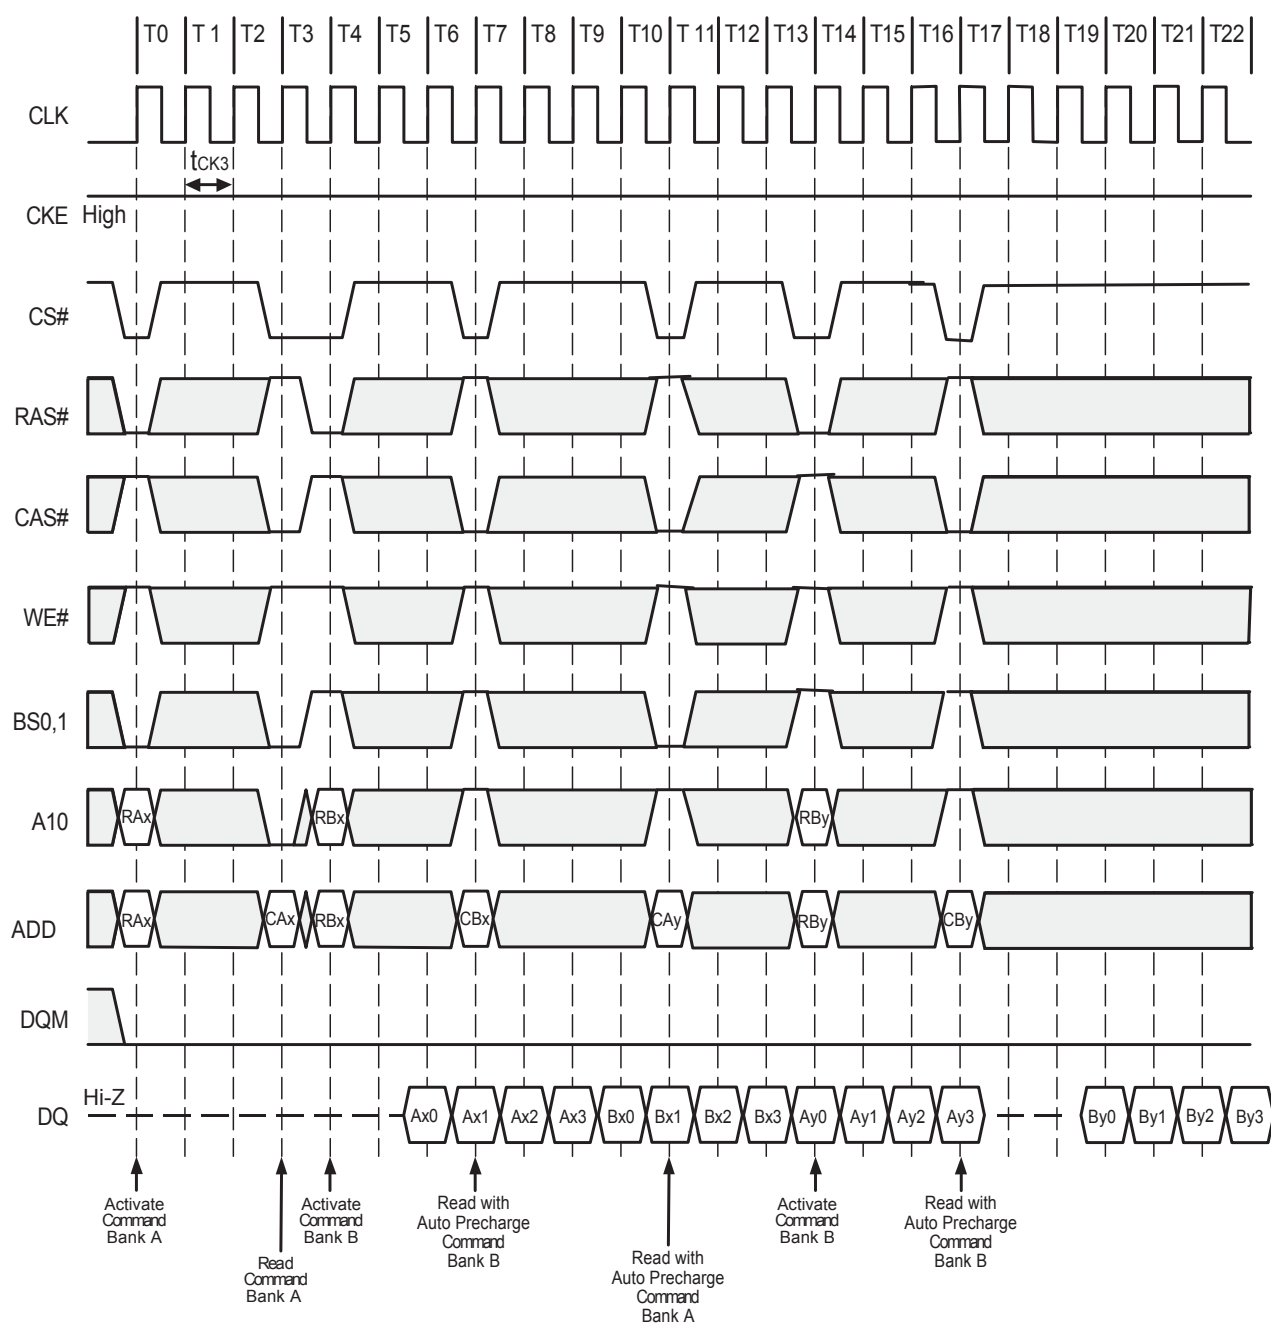 T0 T 1 T2 T3 T4 T5 T6 T7 T8 T9 T10 T 11 T12 T13 T14 T15 T16 T17 T18 T19 T20 T21 T22
CLK
tCK3
CKE High
CS#
RAS#
CAS#
WE#
BS0,1
A10 RAx RBx RBy
ADD RAx CAx RBx CBx CAy RBy CBy
DQM
Hi-Z
DQ Ax0 Ax1 Ax2 Ax3 Bx0 Bx1 Bx2 Bx3 Ay0 Ay1 Ay2 Ay3 By0 By1 By2 By3
Activate
Command
Bank A
Read
Command
Bank A
Activate
Command
Bank B
Read with
Auto Precharge
Command
Bank B
Read with
Auto Precharge
Command
Bank A
Activate
Command
Bank B
Read with
Auto Precharge
Command
Bank B